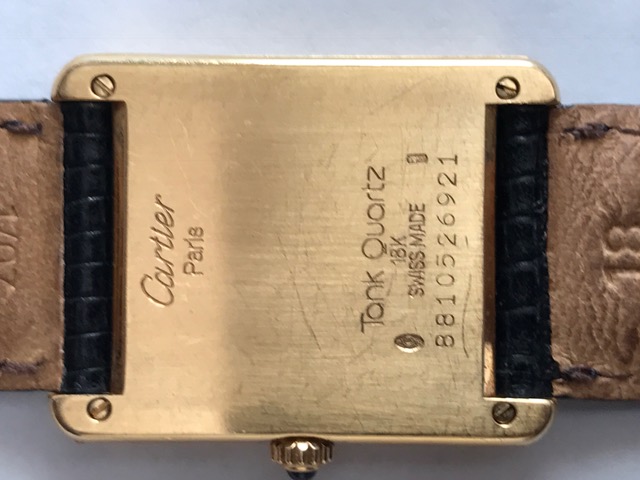 Cartier
Paris
Tank Quartz
18K
SWISS MADE
8810526921